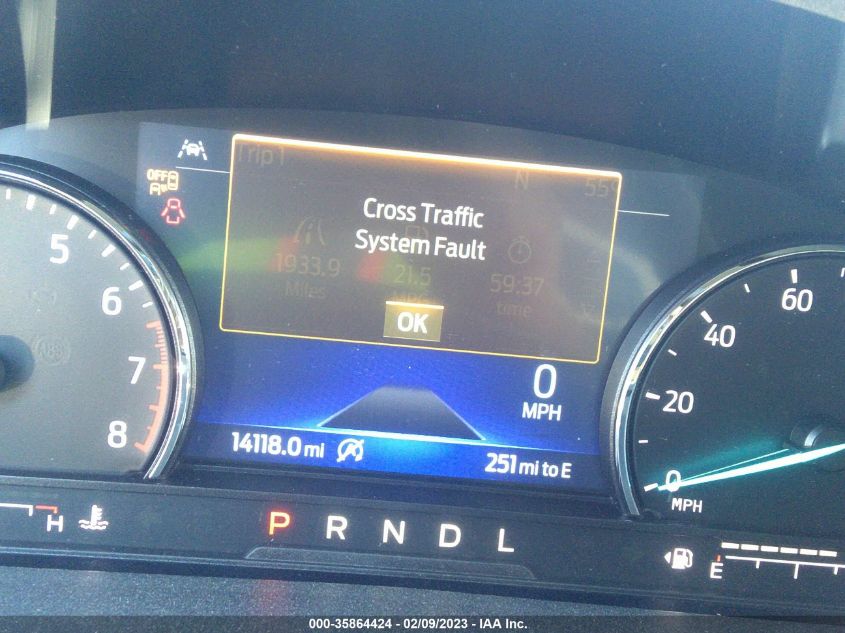 Trip 1
N
55°
OFF
A
Cross Traffic
System Fault
1933.9
21.5
59:37
Miles
MPG
time
OK
5
6
7
8
0
MPH
60
40
20
0
MPH
14118.0 mi
251 mi to E
H
P R N D L
E
000-35864424 - 02/09/2023 - IAA Inc.